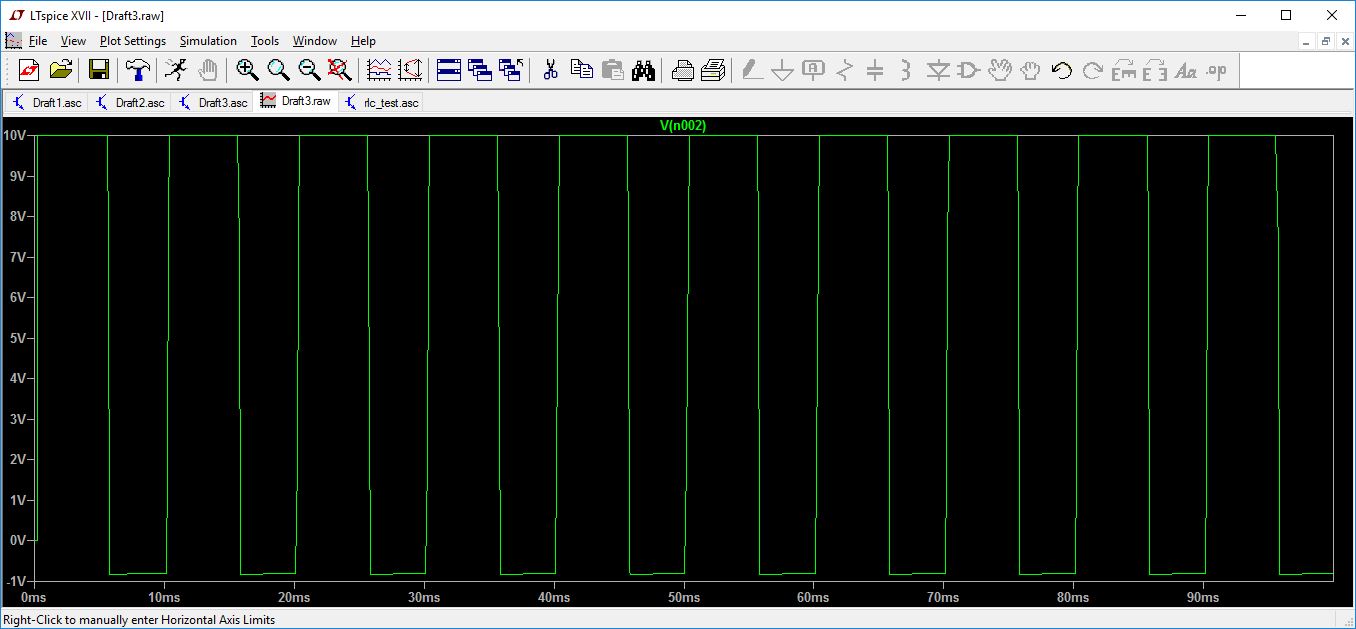 LTspice XVII - [Draft3.raw]
File View Plot Settings Simulation Tools Window Help
Aa .op
Draft1.asc Draft2.asc Draft3.asc Draft3.raw rlc_test.asc
V(n002)
10V
9V
8V
7V
6V
5V
4V
3V
2V
1V
0V
-1V
0ms 10ms 20ms 30ms 40ms 50ms 60ms 70ms 80ms 90ms
Right-Click to manually enter Horizontal Axis Limits